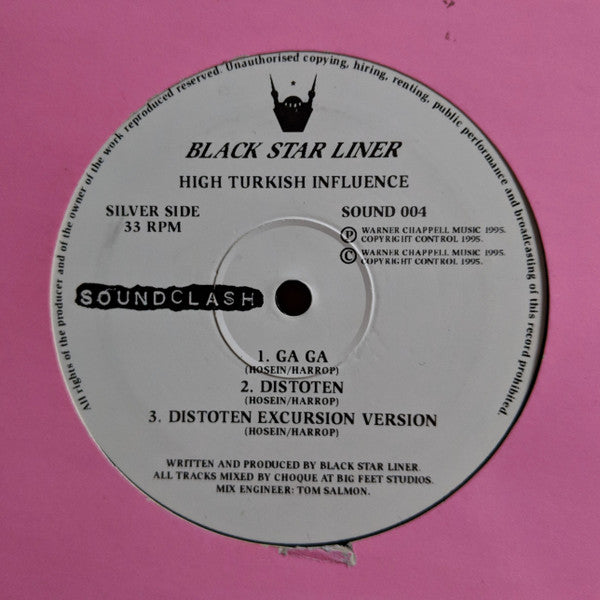 All rights of the producer and of the owner of the work reproduced reserved. Unauthorised copying, hiring, renting, public performance and broadcasting of this record prohibited.
BLACK STAR LINER
HIGH TURKISH INFLUENCE
SILVER SIDE
33 RPM
SOUND 004
Ⓟ WARNER CHAPPELL MUSIC 1995.
COPYRIGHT CONTROL 1995.
© WARNER CHAPPELL MUSIC 1995.
COPYRIGHT CONTROL 1995.
SOUNDCLASH
1. GA GA
(HOSEIN/HARROP)
2. DISTOTEN
(HOSEIN/HARROP)
3. DISTOTEN EXCURSION VERSION
(HOSEIN/HARROP)
WRITTEN AND PRODUCED BY BLACK STAR LINER.
ALL TRACKS MIXED BY CHOQUE AT BIG FEET STUDIOS.
MIX ENGINEER: TOM SALMON.